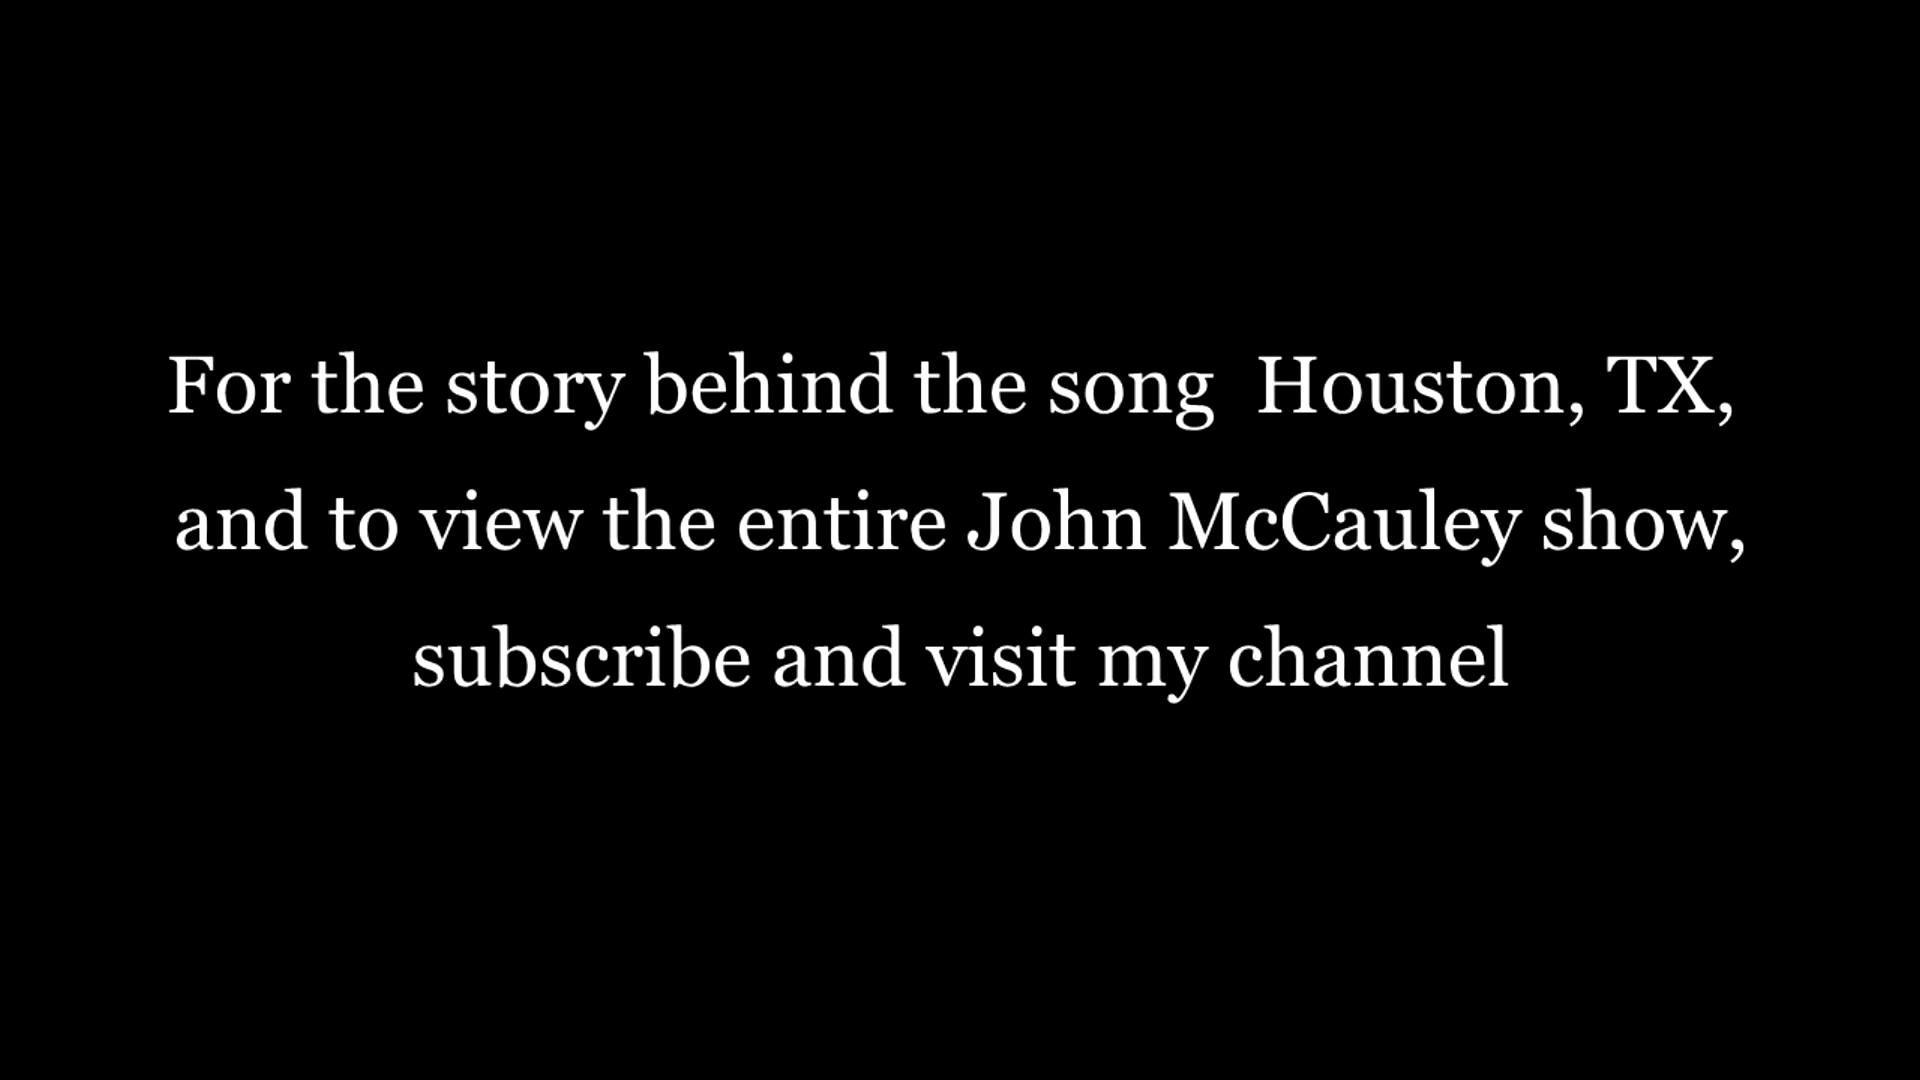 For the story behind the song  Houston, TX,
and to view the entire John McCauley show,
subscribe and visit my channel